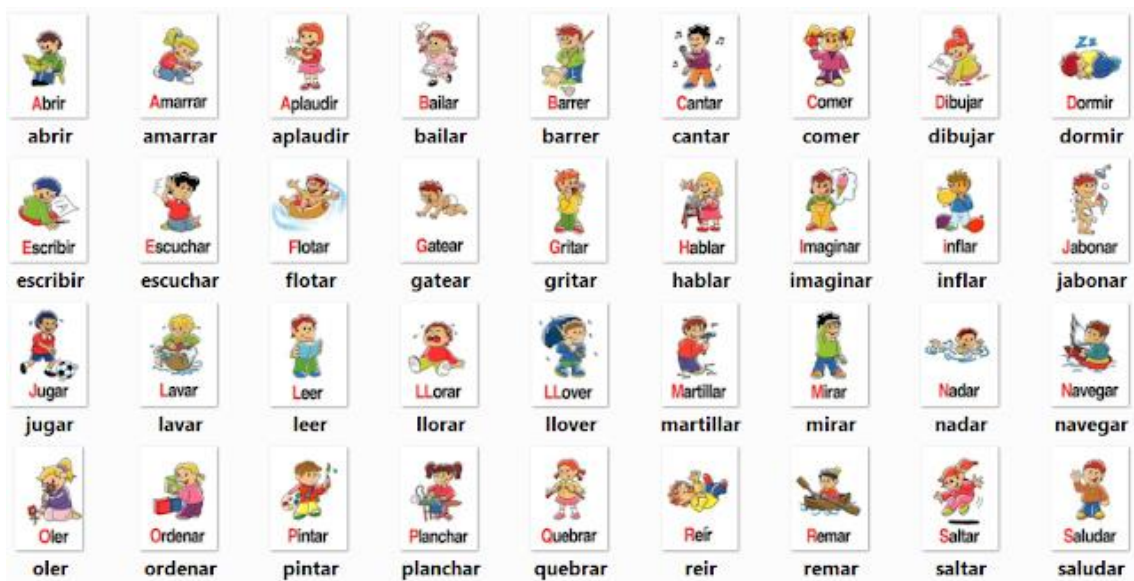 Abrir Amarrar Aplaudir Bailar Barrer Cantar Comer Dibujar Dormir
abrir amarrar aplaudir bailar barrer cantar comer dibujar dormir
Escribir Escuchar Flotar Gatear Gritar Hablar Imaginar inflar Jabonar
escribir escuchar flotar gatear gritar hablar imaginar inflar jabonar
Jugar Lavar Leer LLorar LLover Martillar Mirar Nadar Navegar
jugar lavar leer llorar llover martillar mirar nadar navegar
Oler Ordenar Pintar Planchar Quebrar Reír Remar Saltar Saludar
oler ordenar pintar planchar quebrar reir remar saltar saludar